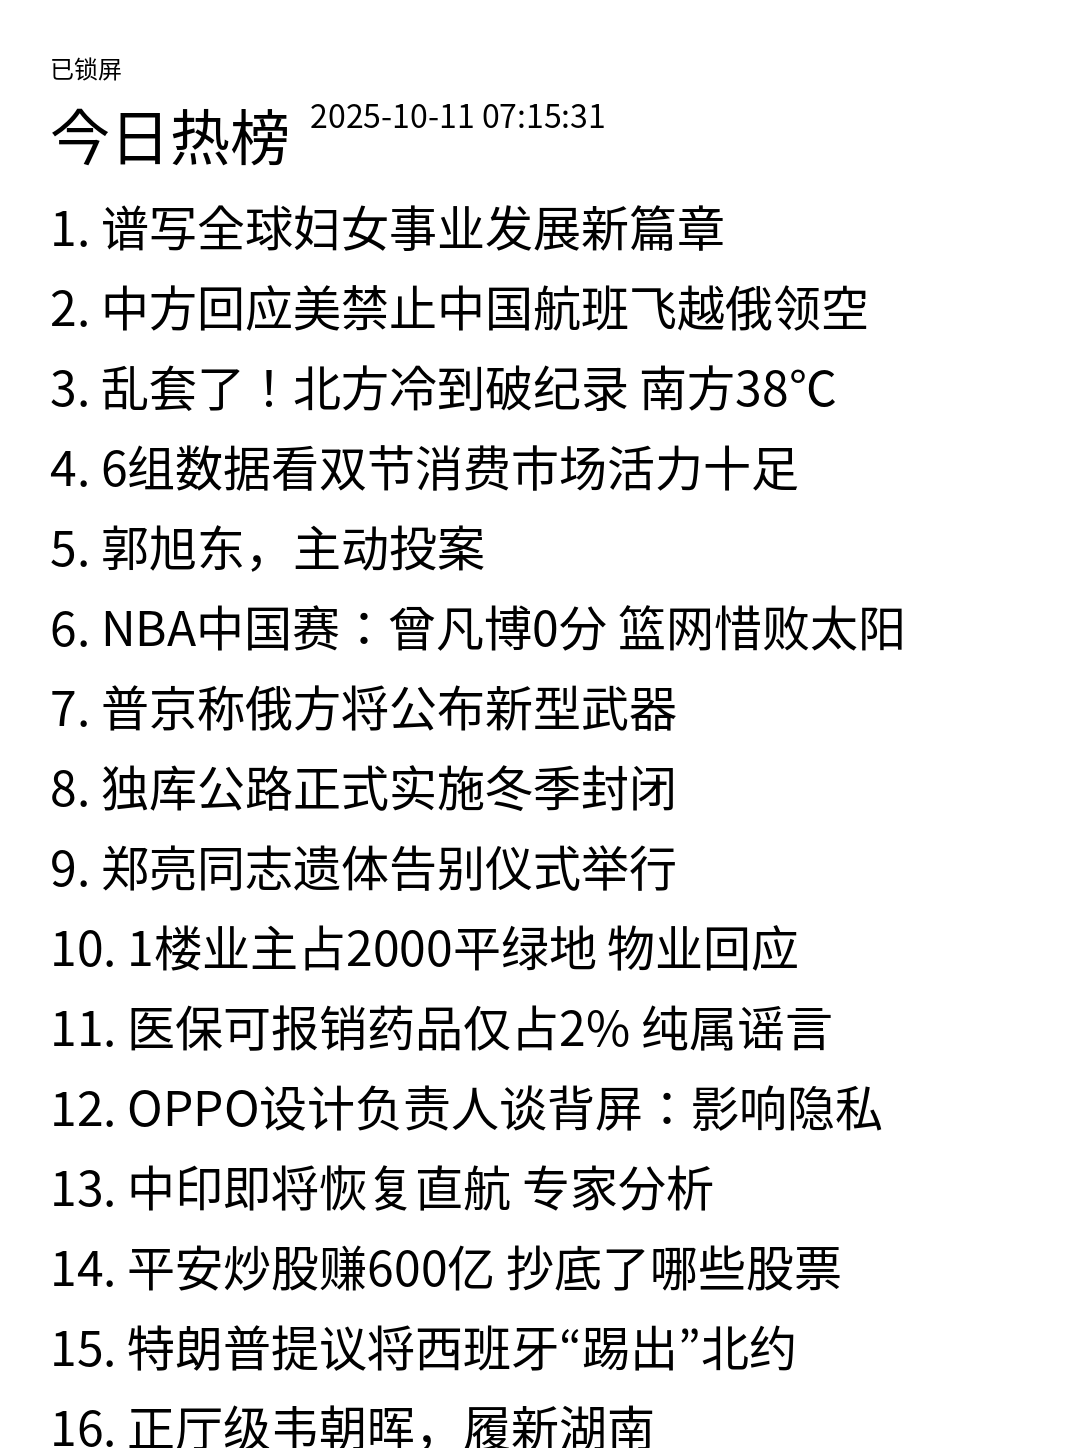 已锁屏
今日热榜 2025-10-11 07:15:31
1. 谱写全球妇女事业发展新篇章
2. 中方回应美禁止中国航班飞越俄领空
3. 乱套了！北方冷到破纪录 南方38℃
4. 6组数据看双节消费市场活力十足
5. 郭旭东，主动投案
6. NBA中国赛：曾凡博0分 篮网惜败太阳
7. 普京称俄方将公布新型武器
8. 独库公路正式实施冬季封闭
9. 郑亮同志遗体告别仪式举行
10. 1楼业主占2000平绿地 物业回应
11. 医保可报销药品仅占2% 纯属谣言
12. OPPO设计负责人谈背屏：影响隐私
13. 中印即将恢复直航 专家分析
14. 平安炒股赚600亿 抄底了哪些股票
15. 特朗普提议将西班牙“踢出”北约
16. 正厅级韦朝晖，履新湖南